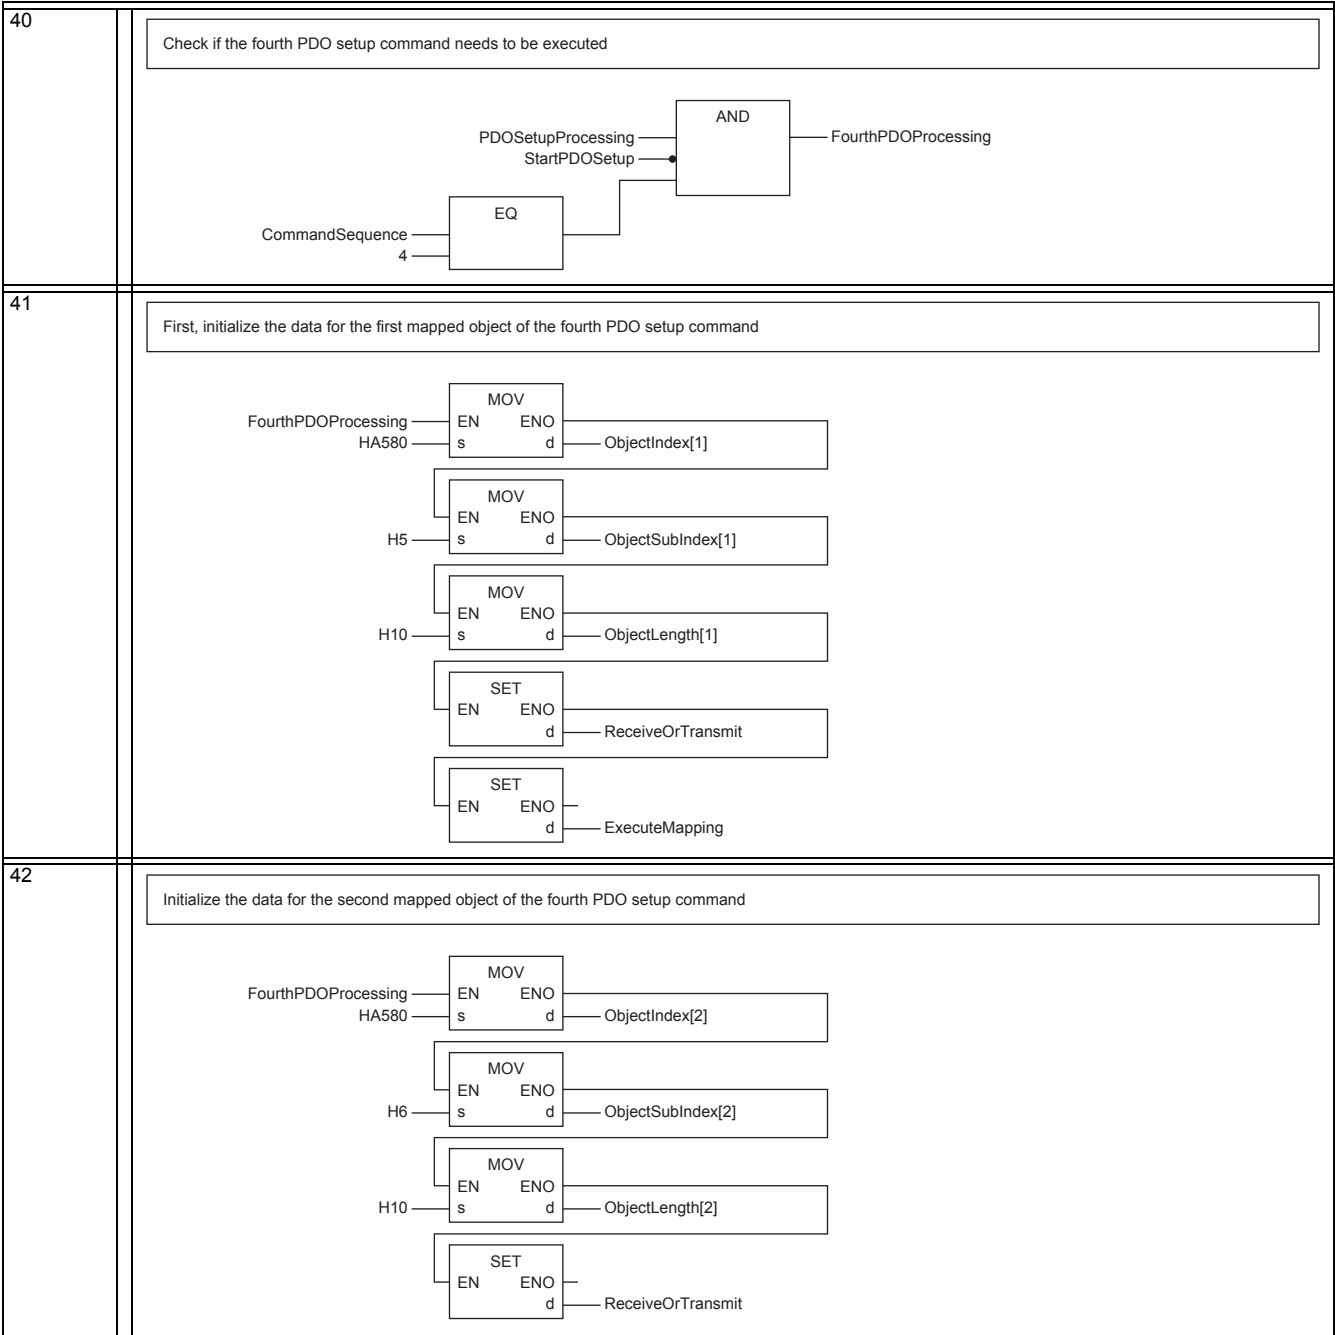 40
Check if the fourth PDO setup command needs to be executed
AND
PDOSetupProcessing
FourthPDOProcessing
StartPDOSetup
EQ
CommandSequence
4
41
First, initialize the data for the first mapped object of the fourth PDO setup command
MOV
FourthPDOProcessing EN ENO
HA580 s d ObjectIndex[1]
MOV
EN ENO
H5 s d ObjectSubIndex[1]
MOV
EN ENO
H10 s d ObjectLength[1]
SET
EN ENO
d ReceiveOrTransmit
SET
EN ENO
d ExecuteMapping
42
Initialize the data for the second mapped object of the fourth PDO setup command
MOV
FourthPDOProcessing EN ENO
HA580 s d ObjectIndex[2]
MOV
EN ENO
H6 s d ObjectSubIndex[2]
MOV
EN ENO
H10 s d ObjectLength[2]
SET
EN ENO
d ReceiveOrTransmit